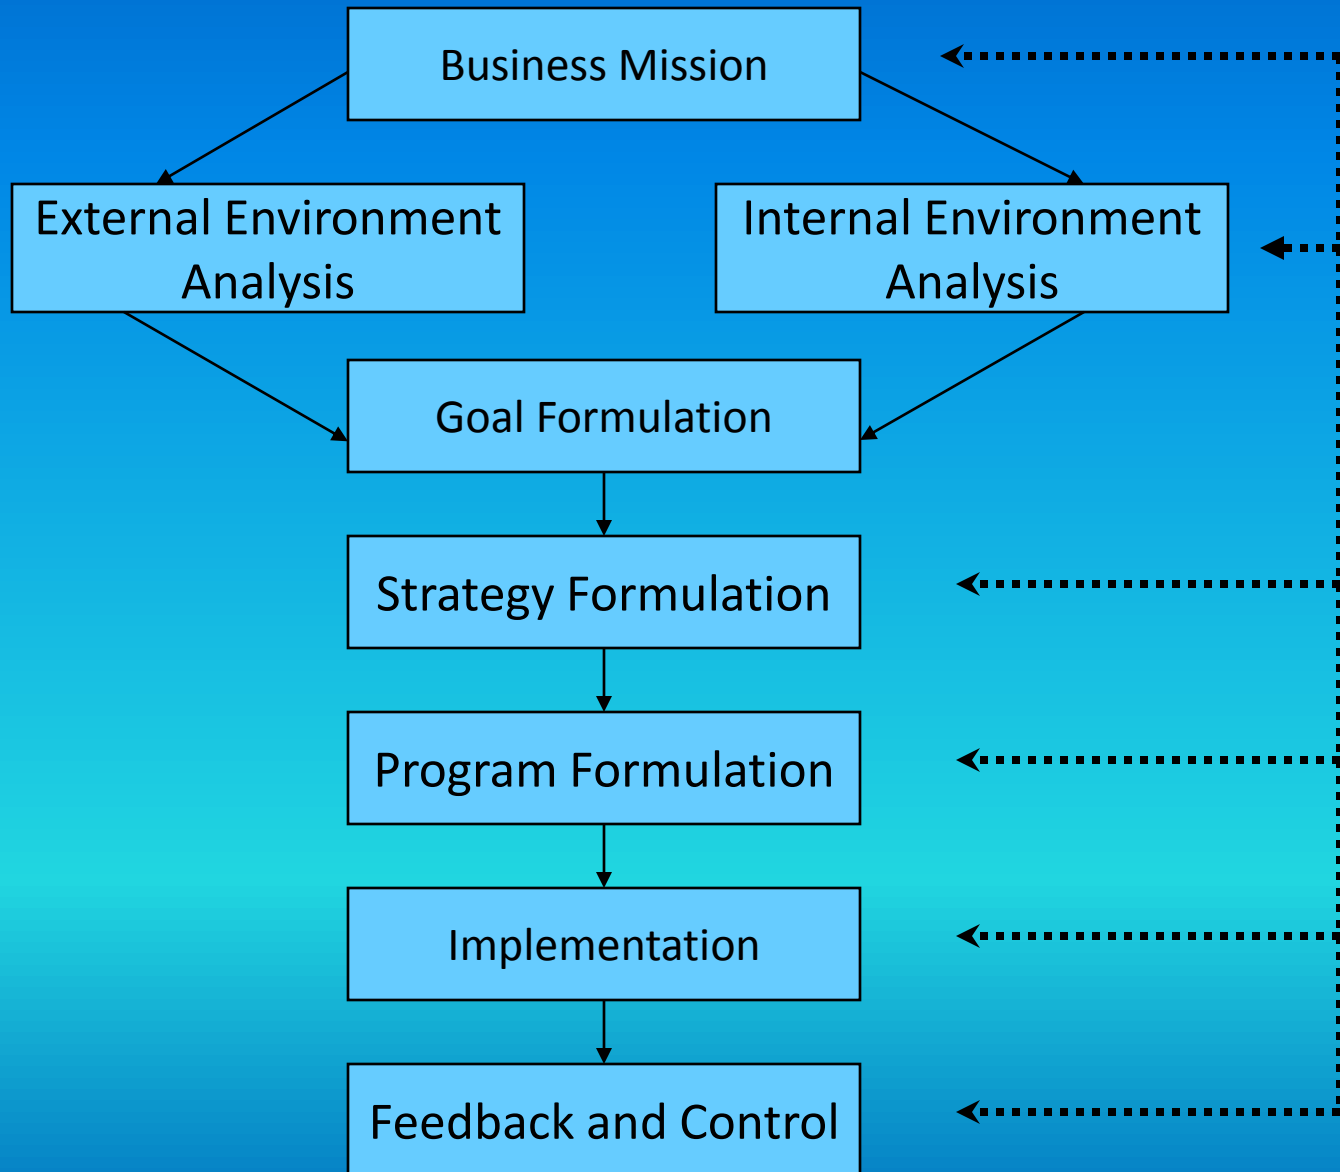 Business Mission
External Environment
Analysis
Internal Environment
Analysis
Goal Formulation
Strategy Formulation
Program Formulation
Implementation
Feedback and Control